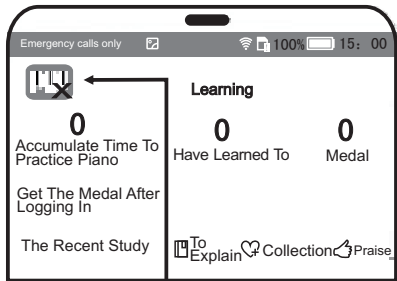 Emergency calls only 100% 15: 00
Learning
0
Accumulate Time To
Practice Piano
0
Have Learned To
0
Medal
Get The Medal After
Logging In
The Recent Study
To
Explain
Collection
Praise